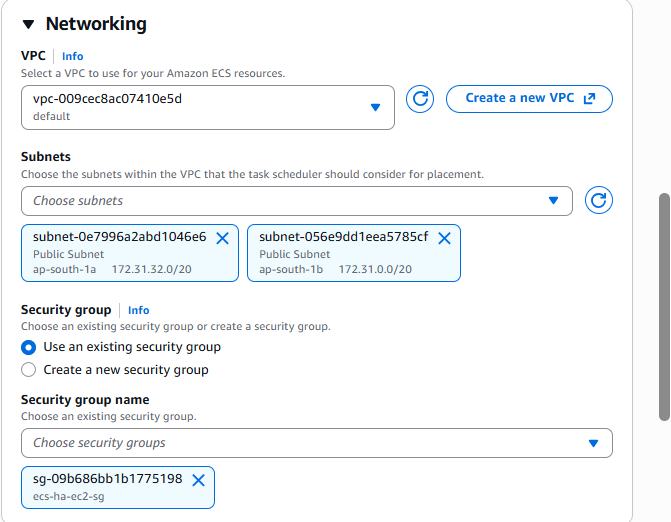 Networking
VPC Info
Select a VPC to use for your Amazon ECS resources.
vpc-009cec8ac07410e5d
default
Create a new VPC
Subnets
Choose the subnets within the VPC that the task scheduler should consider for placement.
Choose subnets
subnet-0e7996a2abd1046e6
Public Subnet
ap-south-1a 172.31.32.0/20
subnet-056e9dd1eea5785cf
Public Subnet
ap-south-1b 172.31.0.0/20
Security group Info
Choose an existing security group or create a security group.
Use an existing security group
Create a new security group
Security group name
Choose an existing security group.
Choose security groups
sg-09b686bb1b1775198
ecs-ha-ec2-sg